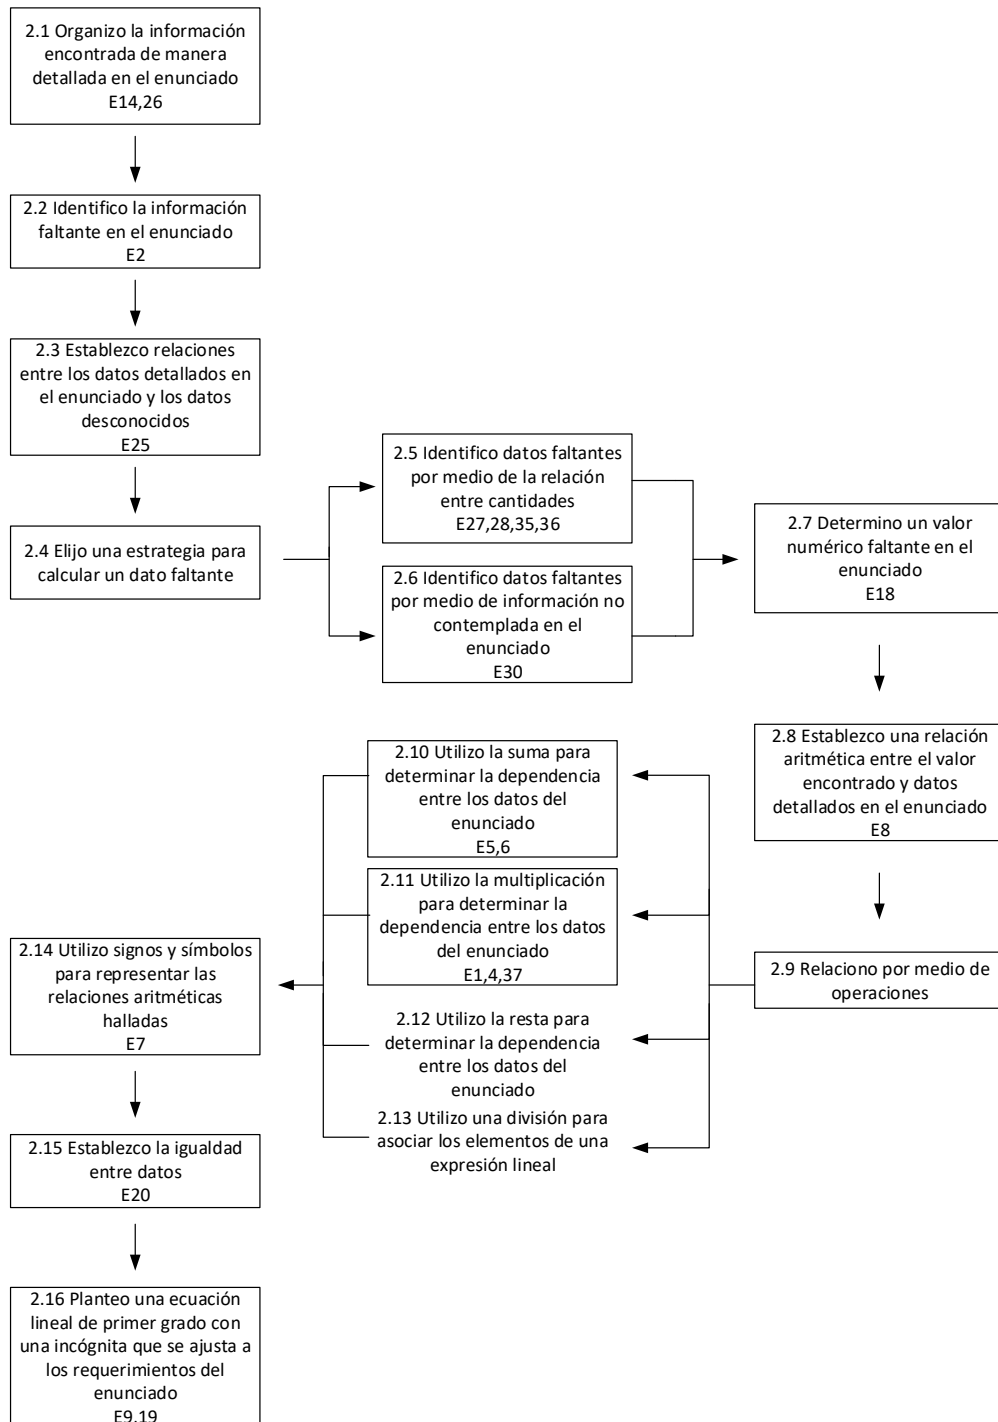 2.1 Organizo la información
encontrada de manera
detallada en el enunciado
E14,26
2.2 Identifico la información
faltante en el enunciado
E2
2.3 Establezco relaciones
entre los datos detallados en
el enunciado y los datos
desconocidos
E25
2.4 Elijo una estrategia para
calcular un dato faltante
2.5 Identifico datos faltantes
por medio de la relación
entre cantidades
E27,28,35,36
2.6 Identifico datos faltantes
por medio de información no
contemplada en el
enunciado
E30
2.7 Determino un valor
numérico faltante en el
enunciado
E18
2.8 Establezco una relación
aritmética entre el valor
encontrado y datos
detallados en el enunciado
E8
2.9 Relaciono por medio de
operaciones
2.10 Utilizo la suma para
determinar la dependencia
entre los datos del
enunciado
E5,6
2.11 Utilizo la multiplicación
para determinar la
dependencia entre los datos
del enunciado
E1,4,37
2.12 Utilizo la resta para
determinar la dependencia
entre los datos del
enunciado
2.13 Utilizo una división para
asociar los elementos de una
expresión lineal
2.14 Utilizo signos y símbolos
para representar las
relaciones aritméticas
halladas
E7
2.15 Establezco la igualdad
entre datos
E20
2.16 Planteo una ecuación
lineal de primer grado con
una incógnita que se ajusta a
los requerimientos del
enunciado
E9,19